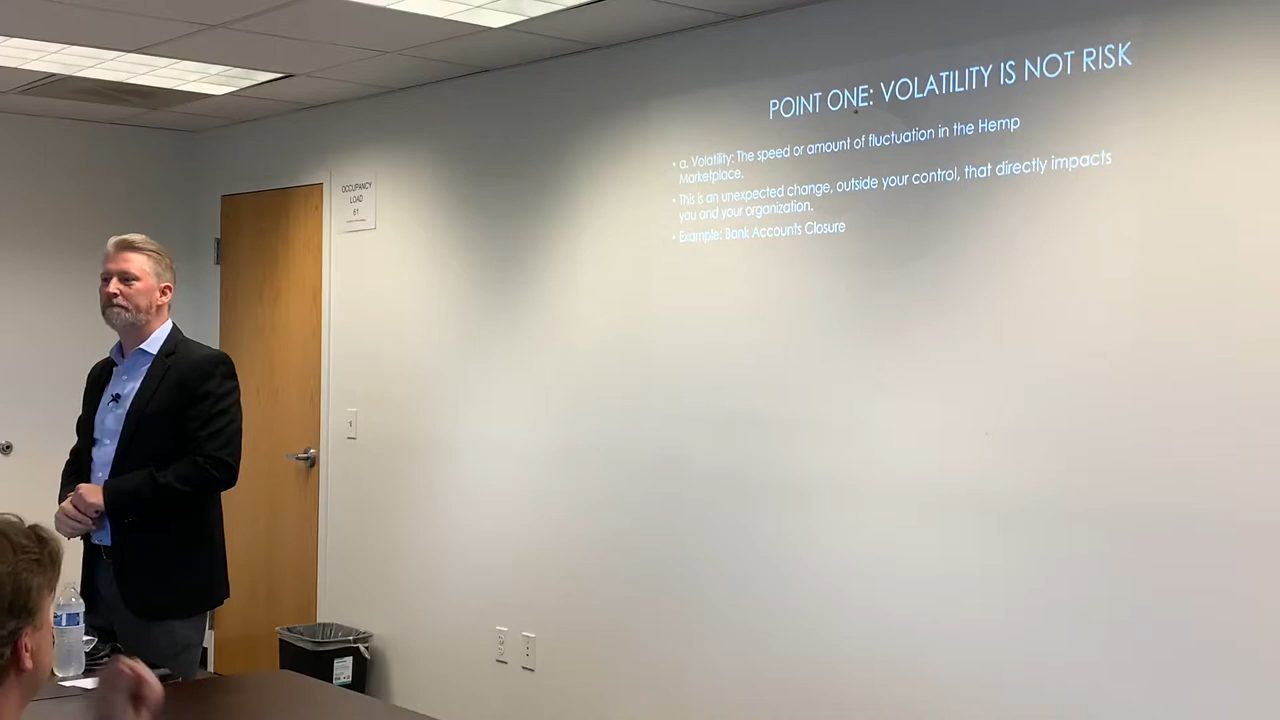 POINT ONE: VOLATILITY IS NOT RISK
• a. Volatility: The speed or amount of fluctuation in the Hemp
Marketplace.
• This is an unexpected change, outside your control, that directly impacts
you and your organization.
• Example: Bank Accounts Closure
OCCUPANCY
LOAD
61